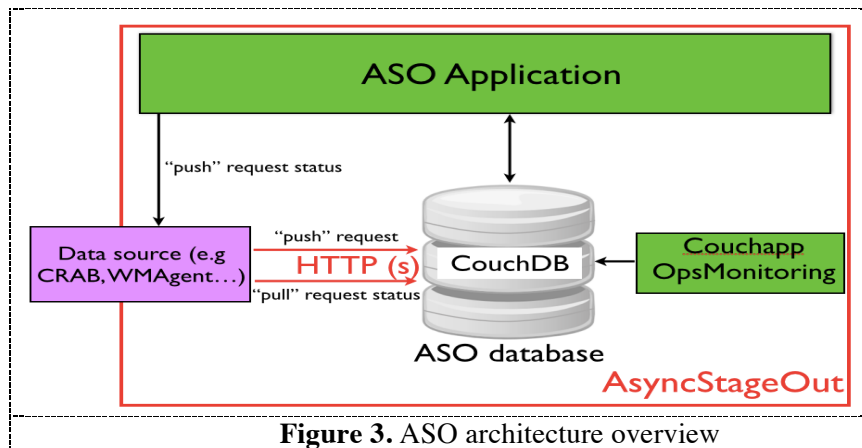 ASO Application
“push” request status
Data source (e.g
CRAB,WMAgent…)
“push” request
HTTP (s)
“pull” request status
CouchDB
ASO database
Couchapp
OpsMonitoring
AsyncStageOut
Figure 3. ASO architecture overview